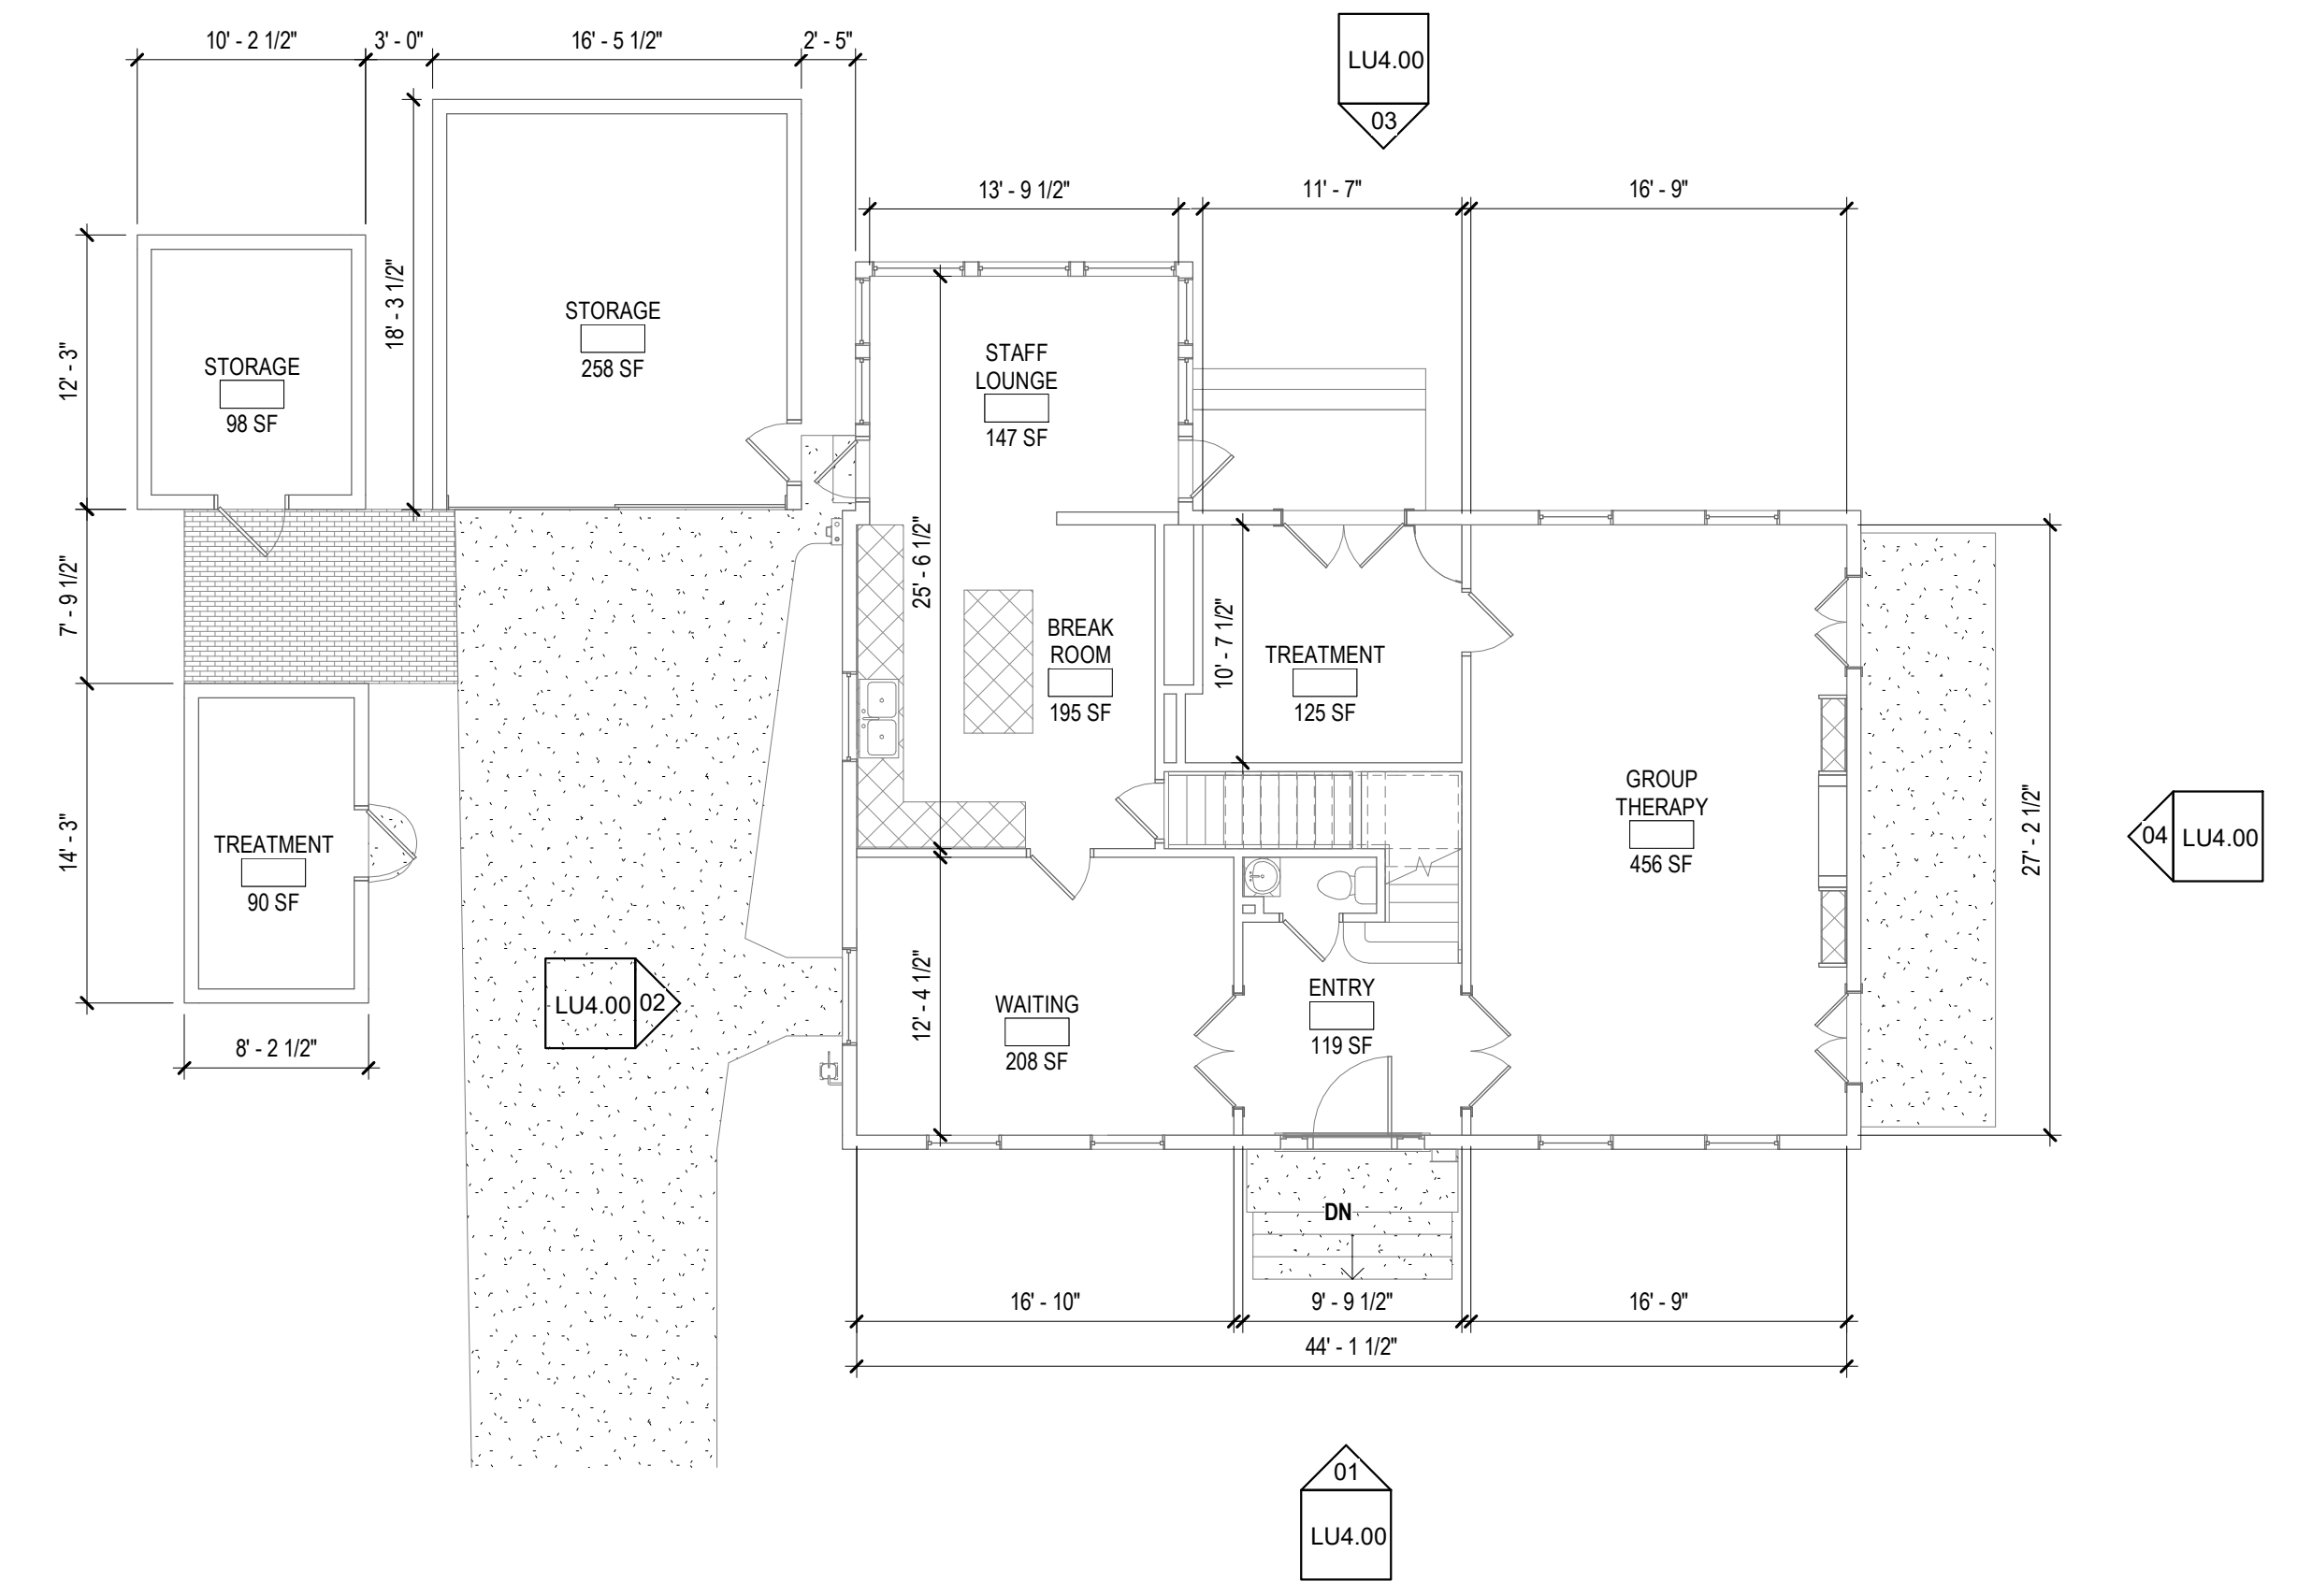 10' - 2 1/2"
3' - 0"
16' - 5 1/2"
2' - 5"
LU4.00
03
13' - 9 1/2"
11' - 7"
16' - 9"
12' - 3"
18' - 3 1/2"
STORAGE
98 SF
STORAGE
258 SF
STAFF
LOUNGE
147 SF
7' - 9 1/2"
25' - 6 1/2"
BREAK
ROOM
195 SF
10' - 7 1/2"
TREATMENT
125 SF
GROUP
THERAPY
456 SF
27' - 2 1/2"
04
LU4.00
14' - 3"
TREATMENT
90 SF
8' - 2 1/2"
LU4.00
02
12' - 4 1/2"
WAITING
208 SF
ENTRY
119 SF
DN
16' - 10"
9' - 9 1/2"
16' - 9"
44' - 1 1/2"
01
LU4.00